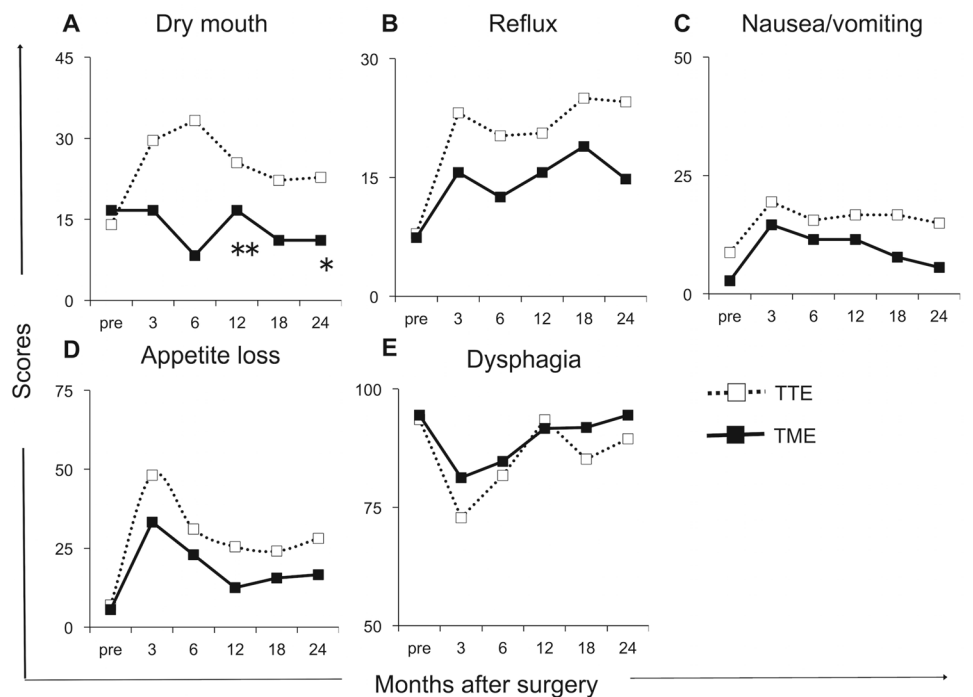 A Dry mouth
45
30
15
0
**
*
pre 3 6 12 18 24
B Reflux
30
15
0
pre 3 6 12 18 24
C Nausea/vomiting
50
25
0
pre 3 6 12 18 24
Scores
D Appetite loss
75
50
25
0
pre 3 6 12 18 24
E Dysphagia
100
75
50
pre 3 6 12 18 24
TTE
TME
Months after surgery